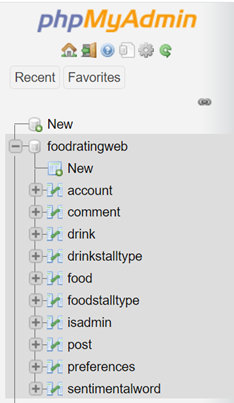 phpMyAdmin
Recent Favorites
New
foodratingweb
New
account
comment
drink
drinkstalltype
food
foodstalltype
isadmin
post
preferences
sentimentalword